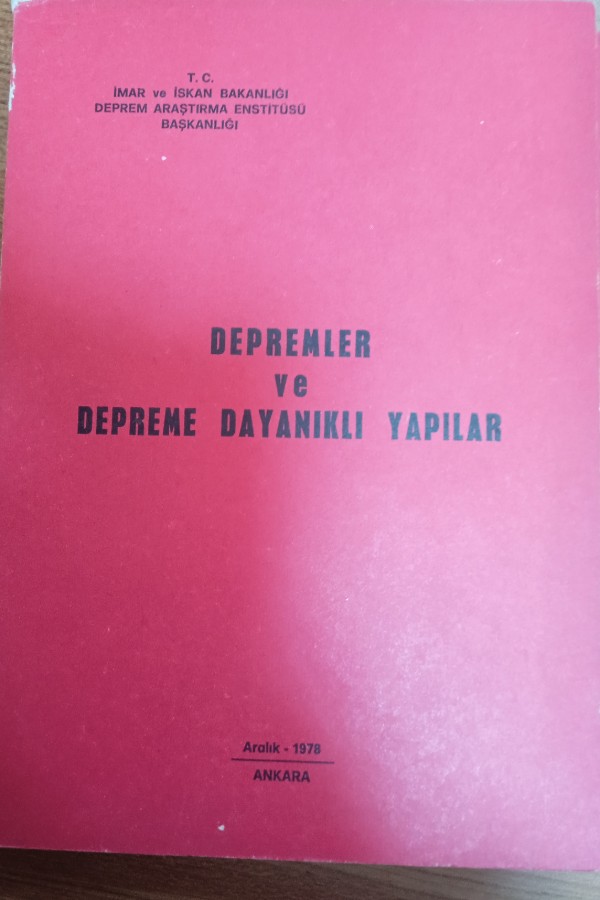 T. C.
İMAR ve İSKAN BAKANLIĞI
DEPREM ARAŞTIRMA ENSTİTÜSÜ
BAŞKANLIĞI
DEPREMLER
ve
DEPREME DAYANIKLI YAPILAR
Aralık - 1978
ANKARA